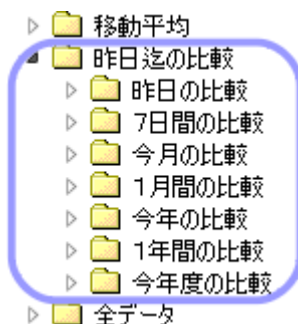 移動平均
昨日迄の比較
昨日の比較
7日間の比較
今月の比較
1月間の比較
今年の比較
1年間の比較
今年度の比較
全データ